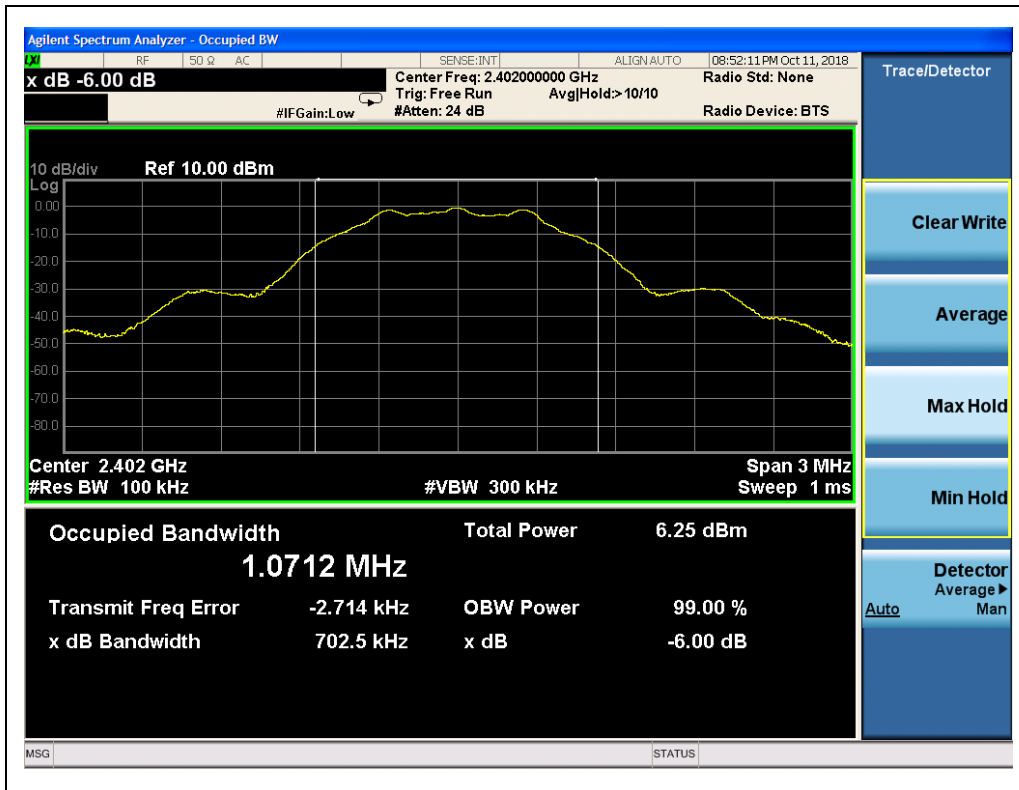 Agilent Spectrum Analyzer - Occupied BW
LXI RF 50 Ω AC SENSE:INT ALIGN AUTO 08:52:11 PM Oct 11, 2018
x dB -6.00 dB
Center Freq: 2.402000000 GHz
Radio Std: None
Trig: Free Run Avg|Hold:> 10/10
#IFGain:Low #Atten: 24 dB Radio Device: BTS
10 dB/div Ref 10.00 dBm
Log
0.00
-10.0
-20.0
-30.0
-40.0
-50.0
-60.0
-70.0
-80.0
Center 2.402 GHz Span 3 MHz
#Res BW 100 kHz #VBW 300 kHz Sweep 1 ms
Occupied Bandwidth Total Power 6.25 dBm
1.0712 MHz
Transmit Freq Error -2.714 kHz OBW Power 99.00 %
x dB Bandwidth 702.5 kHz x dB -6.00 dB
MSG STATUS
Trace/Detector
Clear Write
Average
Max Hold
Min Hold
Detector
Average▶
Auto Man